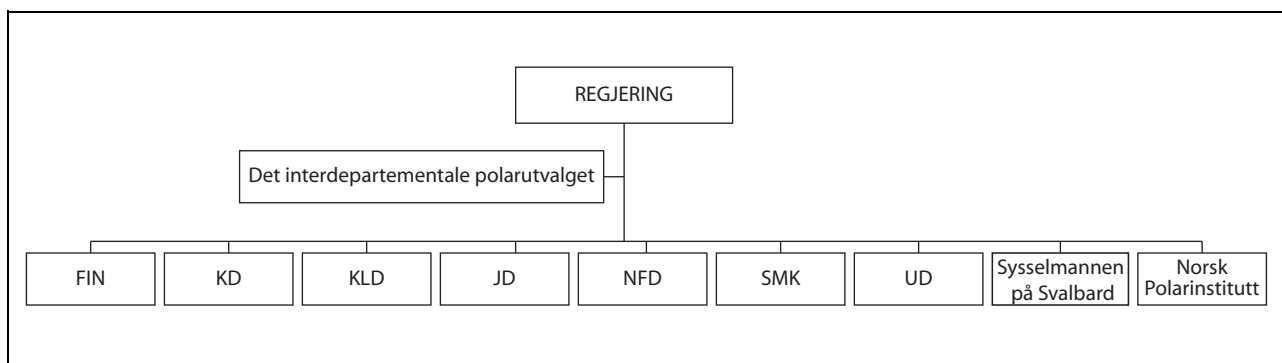 REGJERING
Det interdepartementale polarutvalget
FIN
KD
KLD
JD
NFD
SMK
UD
Sysselmannen
på Svalbard
Norsk
Polarinstitutt